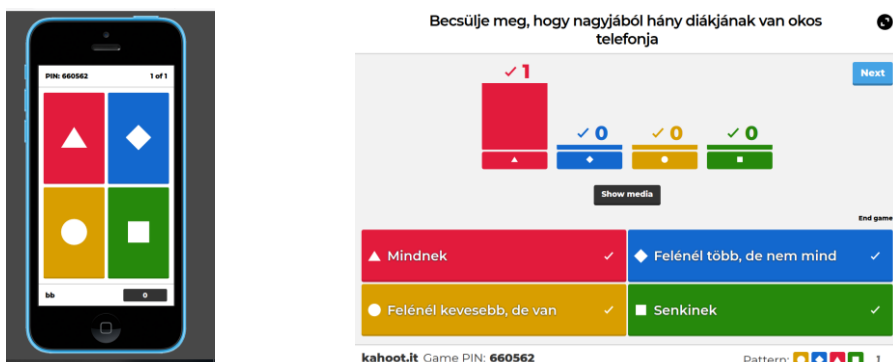 PIN: 660562 1 of 1
bb 0
Becsülje meg, hogy nagyjából hány diákjának van okos
telefonja
Next
1
0
0
0
Show media
End game
Mindnek
Felénél több, de nem mind
Felénél kevesebb, de van
Senkinek
kahoot.it Game PIN: 660562
Pattern: 1